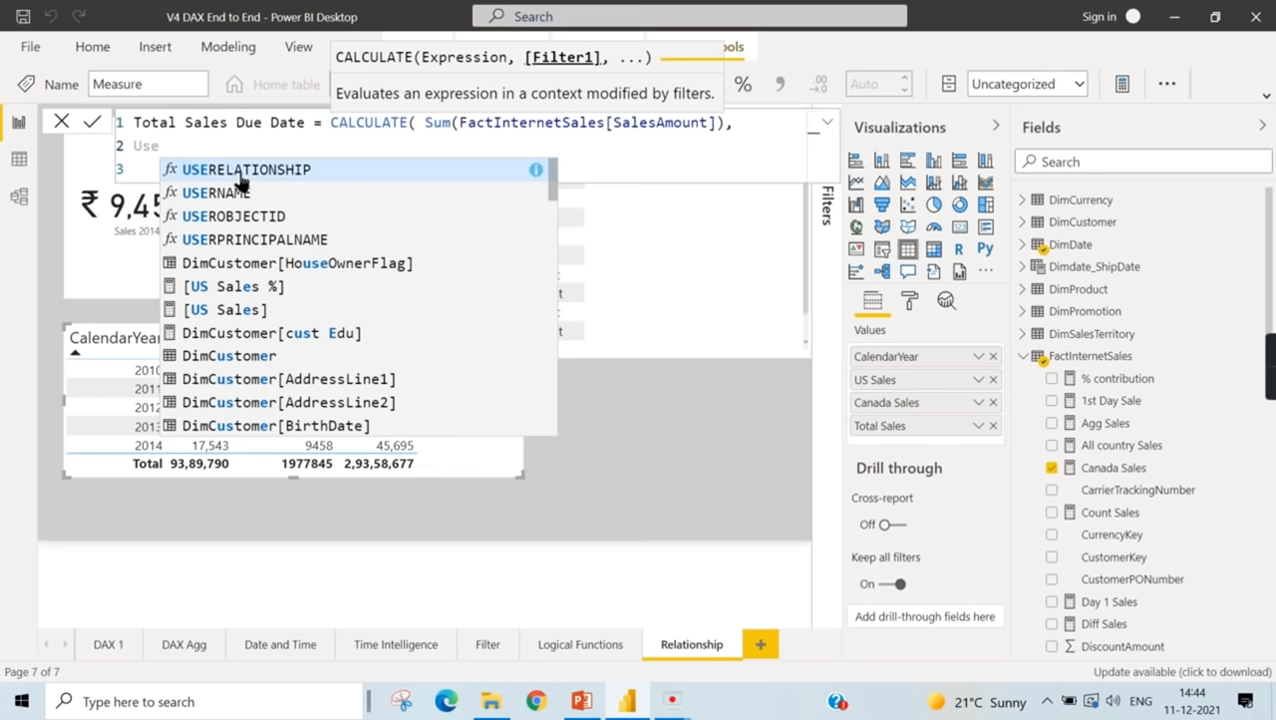 V4 DAX End to End - Power BI Desktop
Search
Sign in
File
Home
Insert
Modeling
View
CALCULATE(Expression, [Filter1], ...)
Evaluates an expression in a context modified by filters.
ools
Name
Measure
Home table
%
Auto
Uncategorized
1 Total Sales Due Date = CALCULATE( Sum(FactInternetSales[SalesAmount]),
2 Use
3
USERELATIONSHIP
USERNAME
USEROBJECTID
USERPRINCIPALNAME
DimCustomer[HouseOwnerFlag]
[US Sales %]
[US Sales]
DimCustomer[cust Edu]
DimCustomer
DimCustomer[AddressLine1]
DimCustomer[AddressLine2]
DimCustomer[BirthDate]
₹ 9,45
Sales 2014
CalendarYear
2010
2011
2012
2013
2014 17,543 9458 45,695
Total 93,89,790 1977845 2,93,58,677
Filters
Visualizations
R
Py
Values
CalendarYear
US Sales
Canada Sales
Total Sales
Drill through
Cross-report
Off
Keep all filters
On
Add drill-through fields here
Fields
Search
DimCurrency
DimCustomer
DimDate
Dimdate_ShipDate
DimProduct
DimPromotion
DimSalesTerritory
FactInternetSales
% contribution
1st Day Sale
Agg Sales
All country Sales
Canada Sales
CarrierTrackingNumber
Count Sales
CurrencyKey
CustomerKey
CustomerPONumber
Day 1 Sales
Diff Sales
DiscountAmount
DAX 1
DAX Agg
Date and Time
Time Intelligence
Filter
Logical Functions
Relationship
Page 7 of 7
Update available (click to download)
Type here to search
21°C Sunny
ENG
14:44
11-12-2021